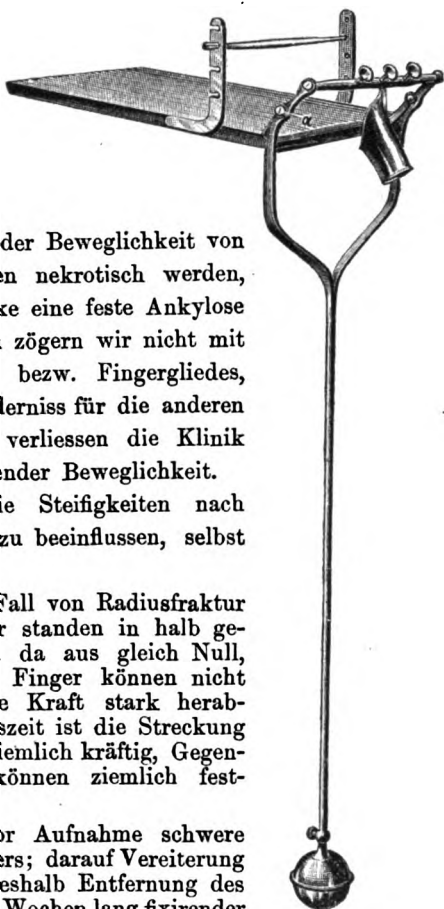 der Beweglichkeit von
en nekrotisch werden,
ke eine feste Ankylose
zögern wir nicht mit
bezw. Fingergliedes,
lerniss für die anderen
verliessen die Klinik
ender Beweglichkeit.
ie Steifigkeiten nach
zu beeinflussen, selbst
Fall von Radiusfraktur
r standen in halb ge-
da aus gleich Null,
Finger können nicht
e Kraft stark herab-
szeit ist die Streckung
iemlich kräftig, Gegen-
können ziemlich fest-
or Aufnahme schwere
ers; darauf Vereiterung
eshalb Entfernung des
Wochen lang fixirender